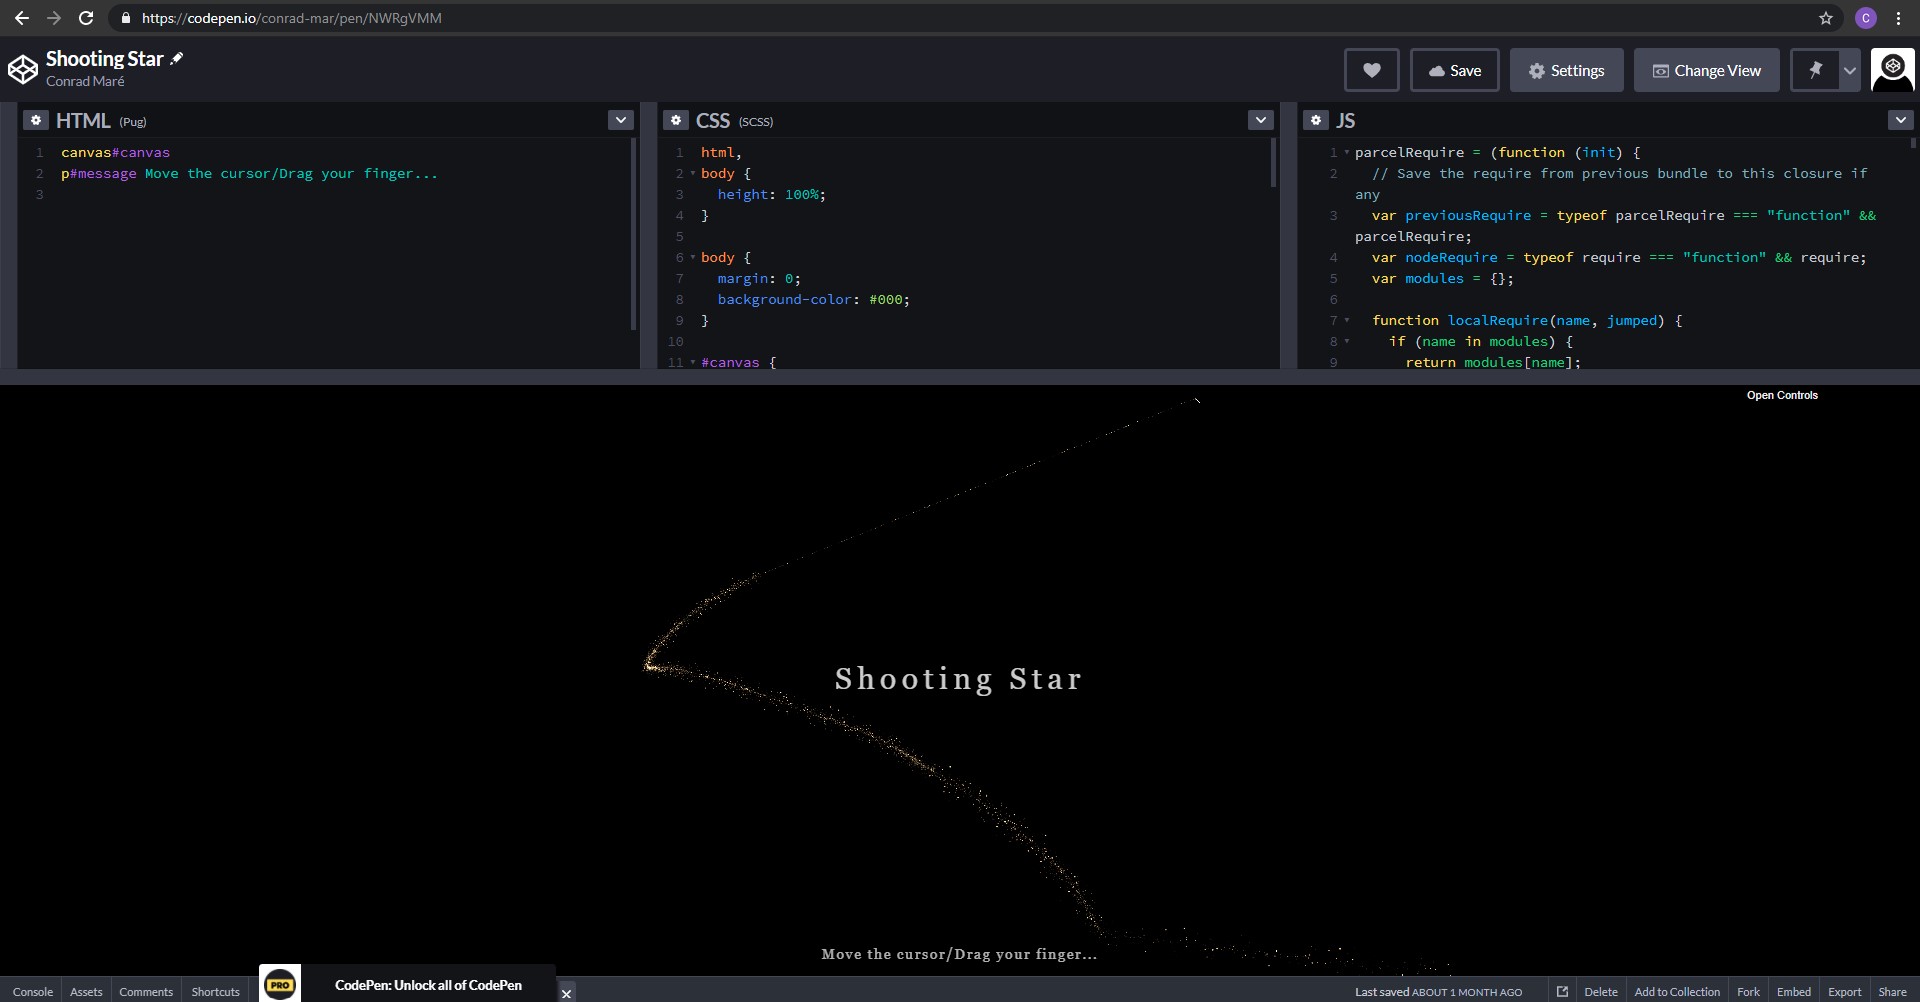 https://codepen.io/conrad-mar/pen/NWRgVMM
C
Shooting Star
Conrad Maré
Save
Settings
Change View
HTML (Pug)
1 canvas#canvas
2 p#message Move the cursor/Drag your finger...
3
CSS (SCSS)
1 html,
2 body {
3 height: 100%;
4 }
5
6 body {
7 margin: 0;
8 background-color: #000;
9 }
10
11 #canvas {
JS
1 parcelRequire = (function (init) {
2 // Save the require from previous bundle to this closure if
any
3 var previousRequire = typeof parcelRequire === "function" &&
parcelRequire;
4 var nodeRequire = typeof require === "function" && require;
5 var modules = {};
6
7 function localRequire(name, jumped) {
8 if (name in modules) {
9 return modules[name];
Open Controls
Shooting Star
Move the cursor/Drag your finger...
Console
Assets
Comments
Shortcuts
PRO
CodePen: Unlock all of CodePen
Last saved ABOUT 1 MONTH AGO
Delete
Add to Collection
Fork
Embed
Export
Share